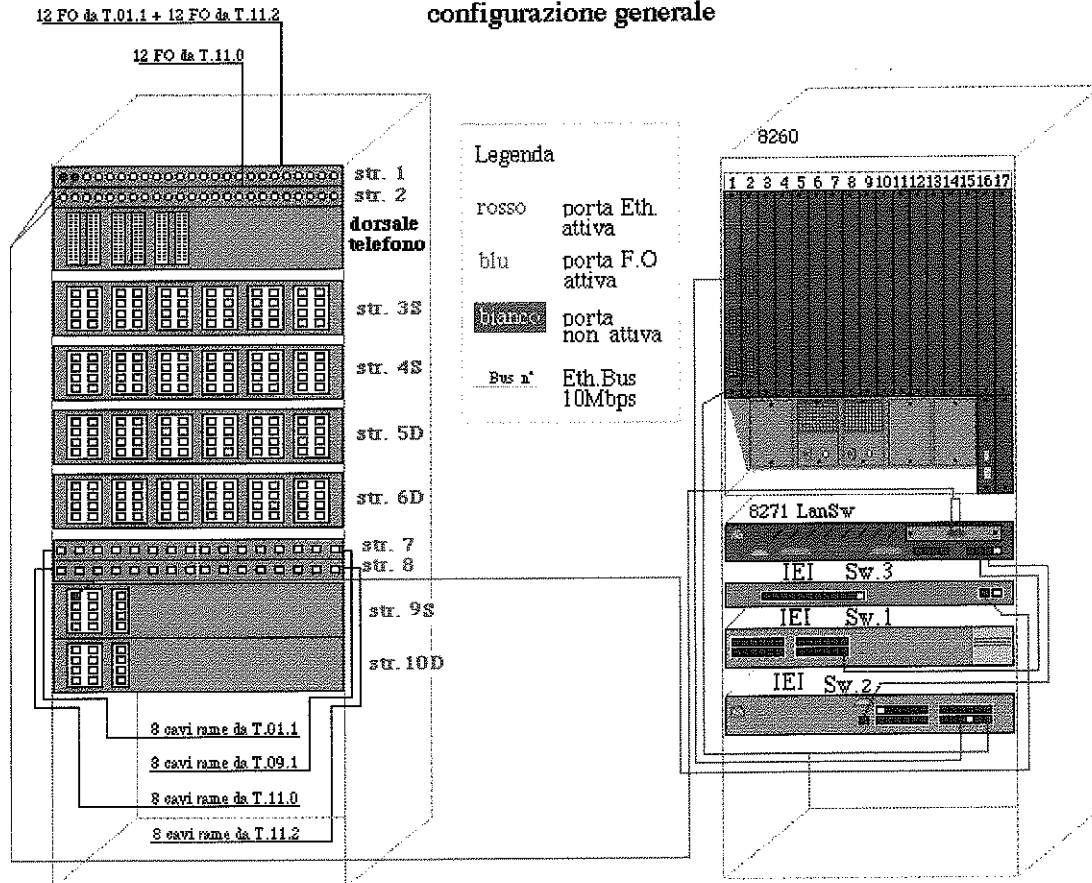 configurazione generale
12 FO da T.01.1 + 12 FO da T.11.2
12 FO da T.11.0
str. 1
str. 2
dorsale
telefono
str. 3S
str. 4S
str. 5D
str. 6D
str. 7
str. 8
str. 9S
str. 10D
8 cavi rame da T.01.1
8 cavi rame da T.09.1
8 cavi rame da T.11.0
8 cavi rame da T.11.2
Legenda
rosso porta Eth.
attiva
blu porta F.O
attiva
bianco porta
non attiva
Bus n° Eth.Bus
10Mbps
8260
1 2 3 4 5 6 7 8 9 10 11 12 13 14 15 16 17
8271 LanSw
IEI Sw.3
IEI Sw.1
IEI Sw.2